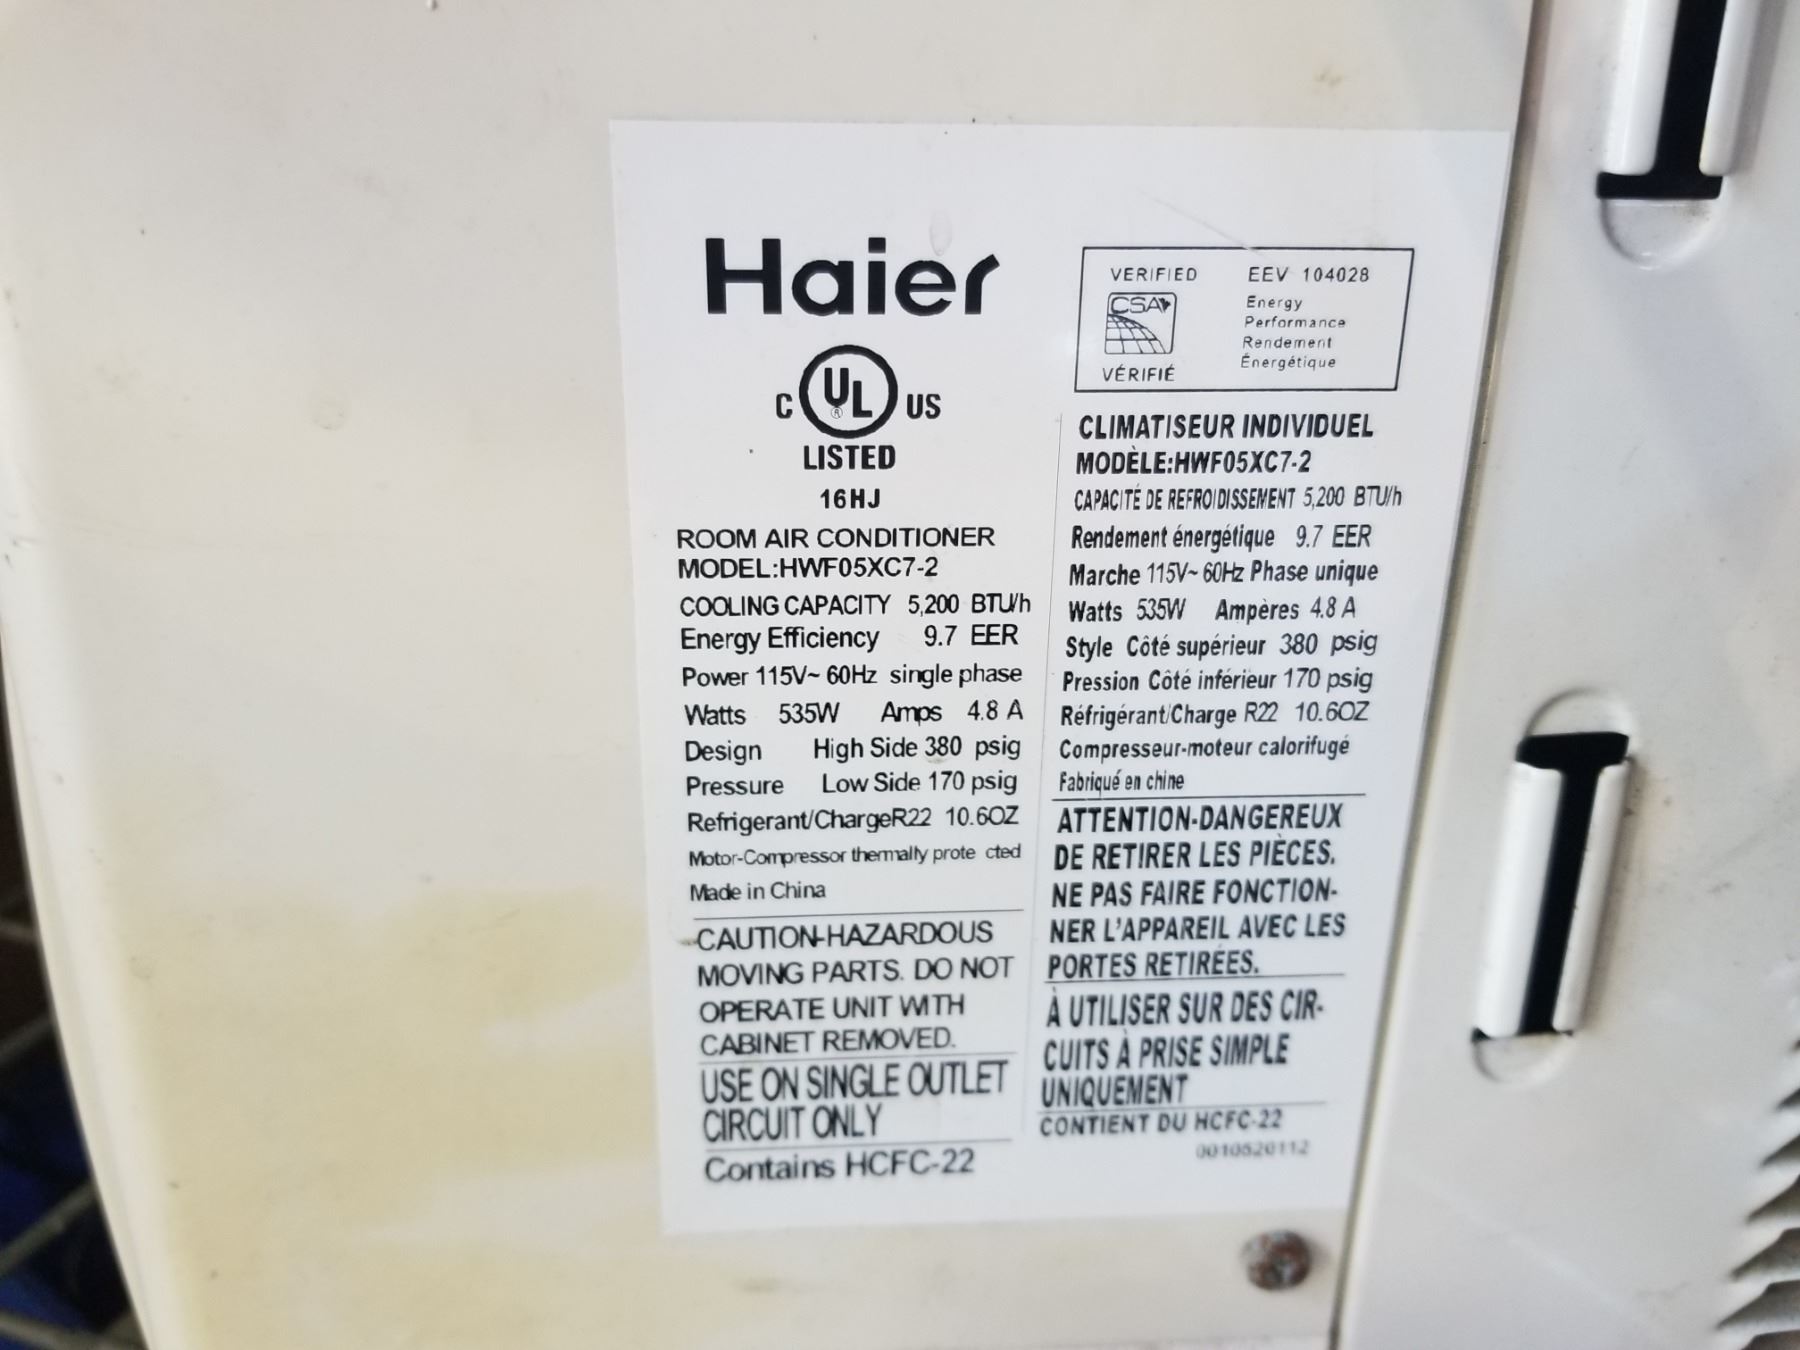 Haier
C UL® US
LISTED
16HJ
ROOM AIR CONDITIONER
MODEL:HWF05XC7-2
COOLING CAPACITY 5,200 BTU/h
Energy Efficiency 9.7 EER
Power 115V~ 60Hz single phase
Watts 535W Amps 4.8 A
Design High Side 380 psig
Pressure Low Side 170 psig
Refrigerant/ChargeR22 10.6OZ
Motor-Compressor thermally prote cted
Made in China
CAUTION-HAZARDOUS
MOVING PARTS. DO NOT
OPERATE UNIT WITH
CABINET REMOVED.
USE ON SINGLE OUTLET
CIRCUIT ONLY
Contains HCFC-22
VERIFIED
CSA
VÉRIFIÉ
EEV 104028
Energy
Performance
Rendement
Énergétique
CLIMATISEUR INDIVIDUEL
MODÈLE:HWF05XC7-2
CAPACITÉ DE REFROIDISSEMENT 5,200 BTU/h
Rendement énergétique 9.7 EER
Marche 115V~ 60Hz Phase unique
Watts 535W Ampères 4.8 A
Style Côté supérieur 380 psig
Pression Côté inférieur 170 psig
Réfrigérant/Charge R22 10.6OZ
Compresseur-moteur calorifugé
Fabriqué en chine
ATTENTION-DANGEREUX
DE RETIRER LES PIÈCES.
NE PAS FAIRE FONCTION-
NER L'APPAREIL AVEC LES
PORTES RETIRÉES.
À UTILISER SUR DES CIR-
CUITS À PRISE SIMPLE
UNIQUEMENT
CONTIENT DU HCFC-22
0010520112